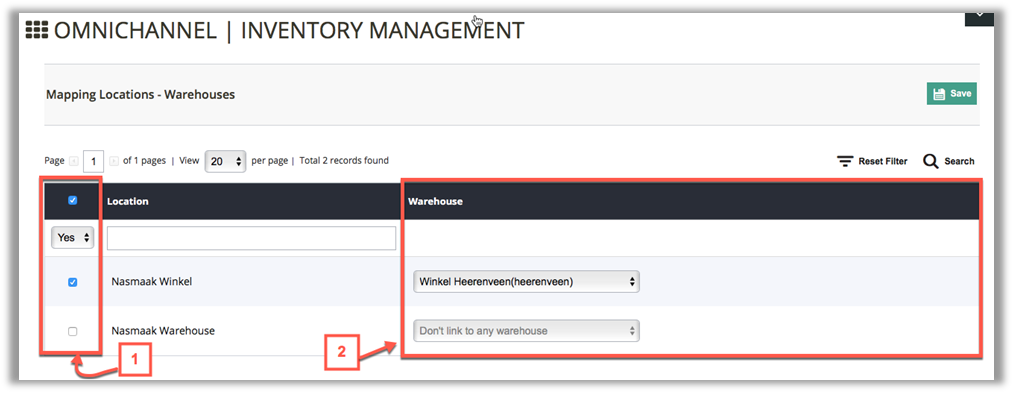 OMNICHANNEL | INVENTORY MANAGEMENT
Mapping Locations - Warehouses
Save
Page 1 of 1 pages | View 20 per page | Total 2 records found
Reset Filter
Search
Location
Warehouse
Yes
Nasmaak Winkel
Winkel Heerenveen(heerenveen)
Nasmaak Warehouse
Don't link to any warehouse
1
2